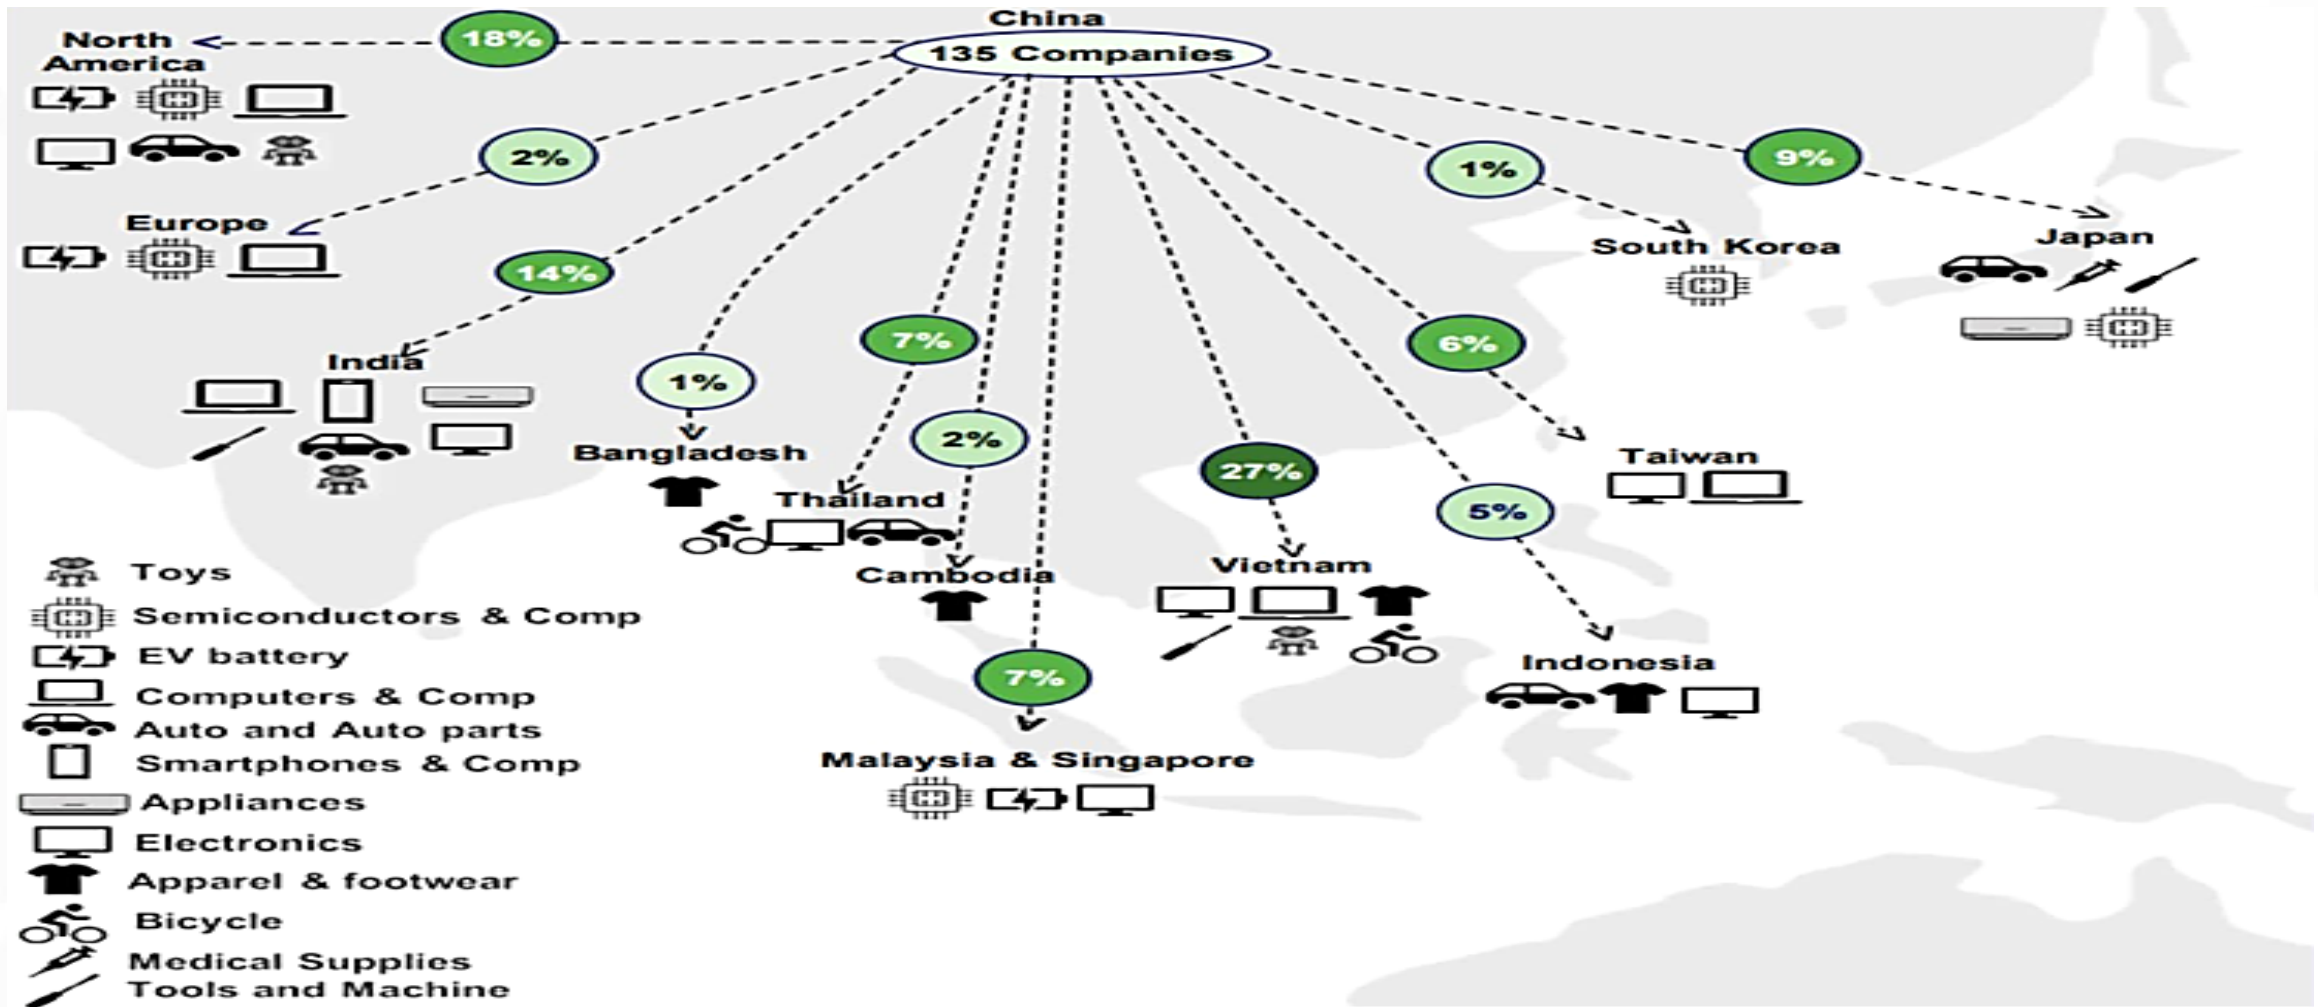 China
135 Companies
18%
North
America
2%
Europe
14%
India
1%
Bangladesh
7%
Thailand
2%
Cambodia
7%
Malaysia & Singapore
27%
Vietnam
5%
Indonesia
6%
Taiwan
1%
South Korea
9%
Japan
Toys
Semiconductors & Comp
EV battery
Computers & Comp
Auto and Auto parts
Smartphones & Comp
Appliances
Electronics
Apparel & footwear
Bicycle
Medical Supplies
Tools and Machine